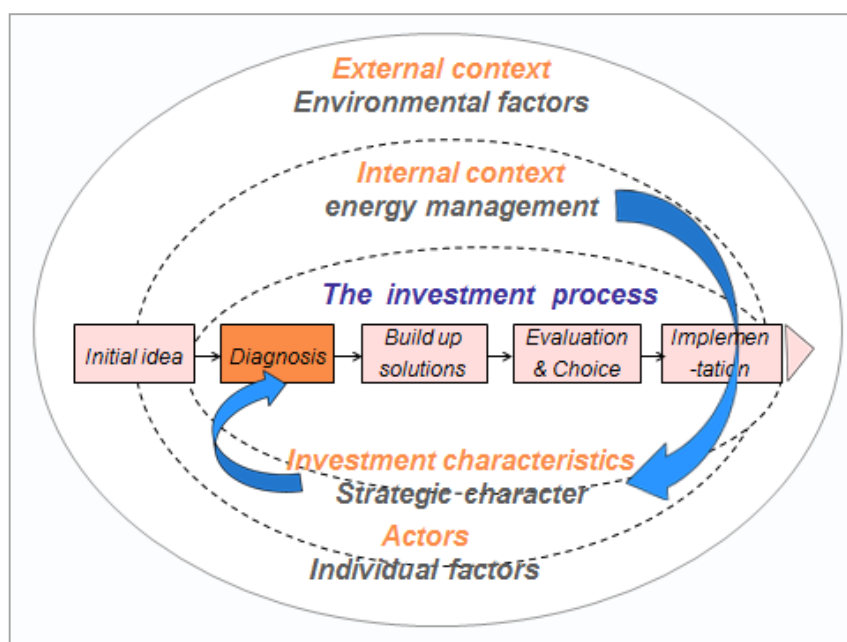 External context
Environmental factors
Internal context
energy management
The investment process
Initial idea
Diagnosis
Build up
solutions
Evaluation
& Choice
Implemen
-tation
Investment characteristics
Strategic character
Actors
Individual factors